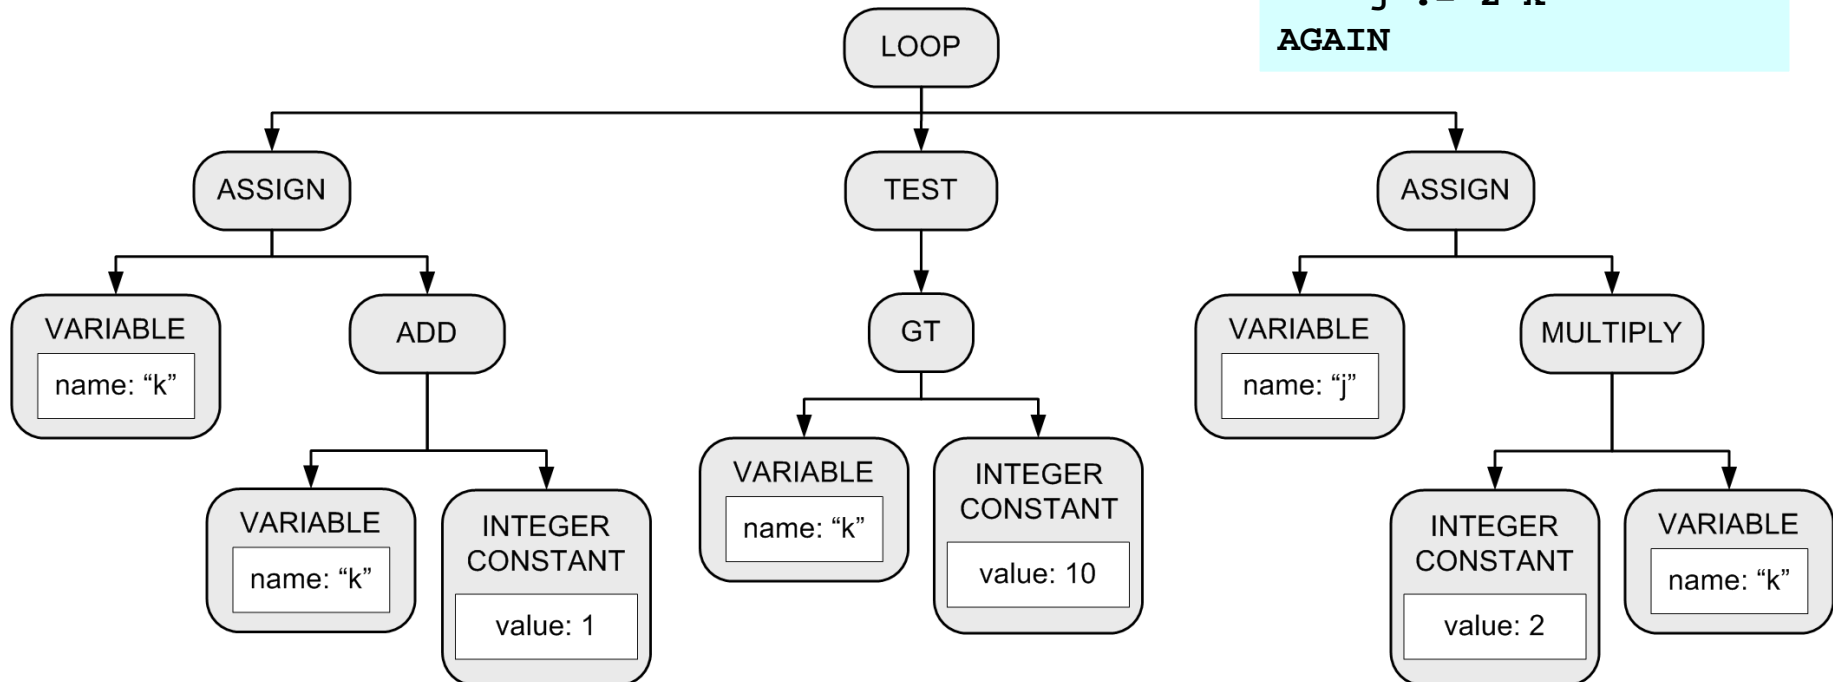 AGAIN
LOOP
ASSIGN
TEST
ASSIGN
VARIABLE
name: “k”
ADD
GT
VARIABLE
name: “j”
MULTIPLY
VARIABLE
name: “k”
INTEGER
CONSTANT
value: 1
VARIABLE
name: “k”
INTEGER
CONSTANT
value: 10
INTEGER
CONSTANT
value: 2
VARIABLE
name: “k”